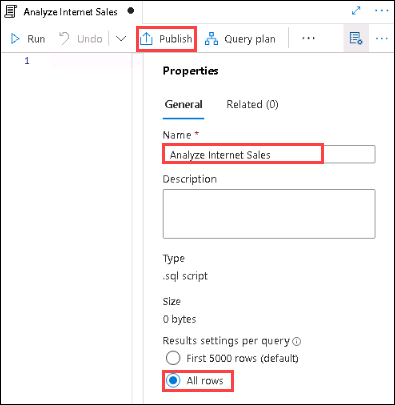 Analyze Internet Sales
Run Undo Publish Query plan
1
Properties
General Related (0)
Name *
Analyze Internet Sales
Description
Type
.sql script
Size
0 bytes
Results settings per query
First 5000 rows (default)
All rows